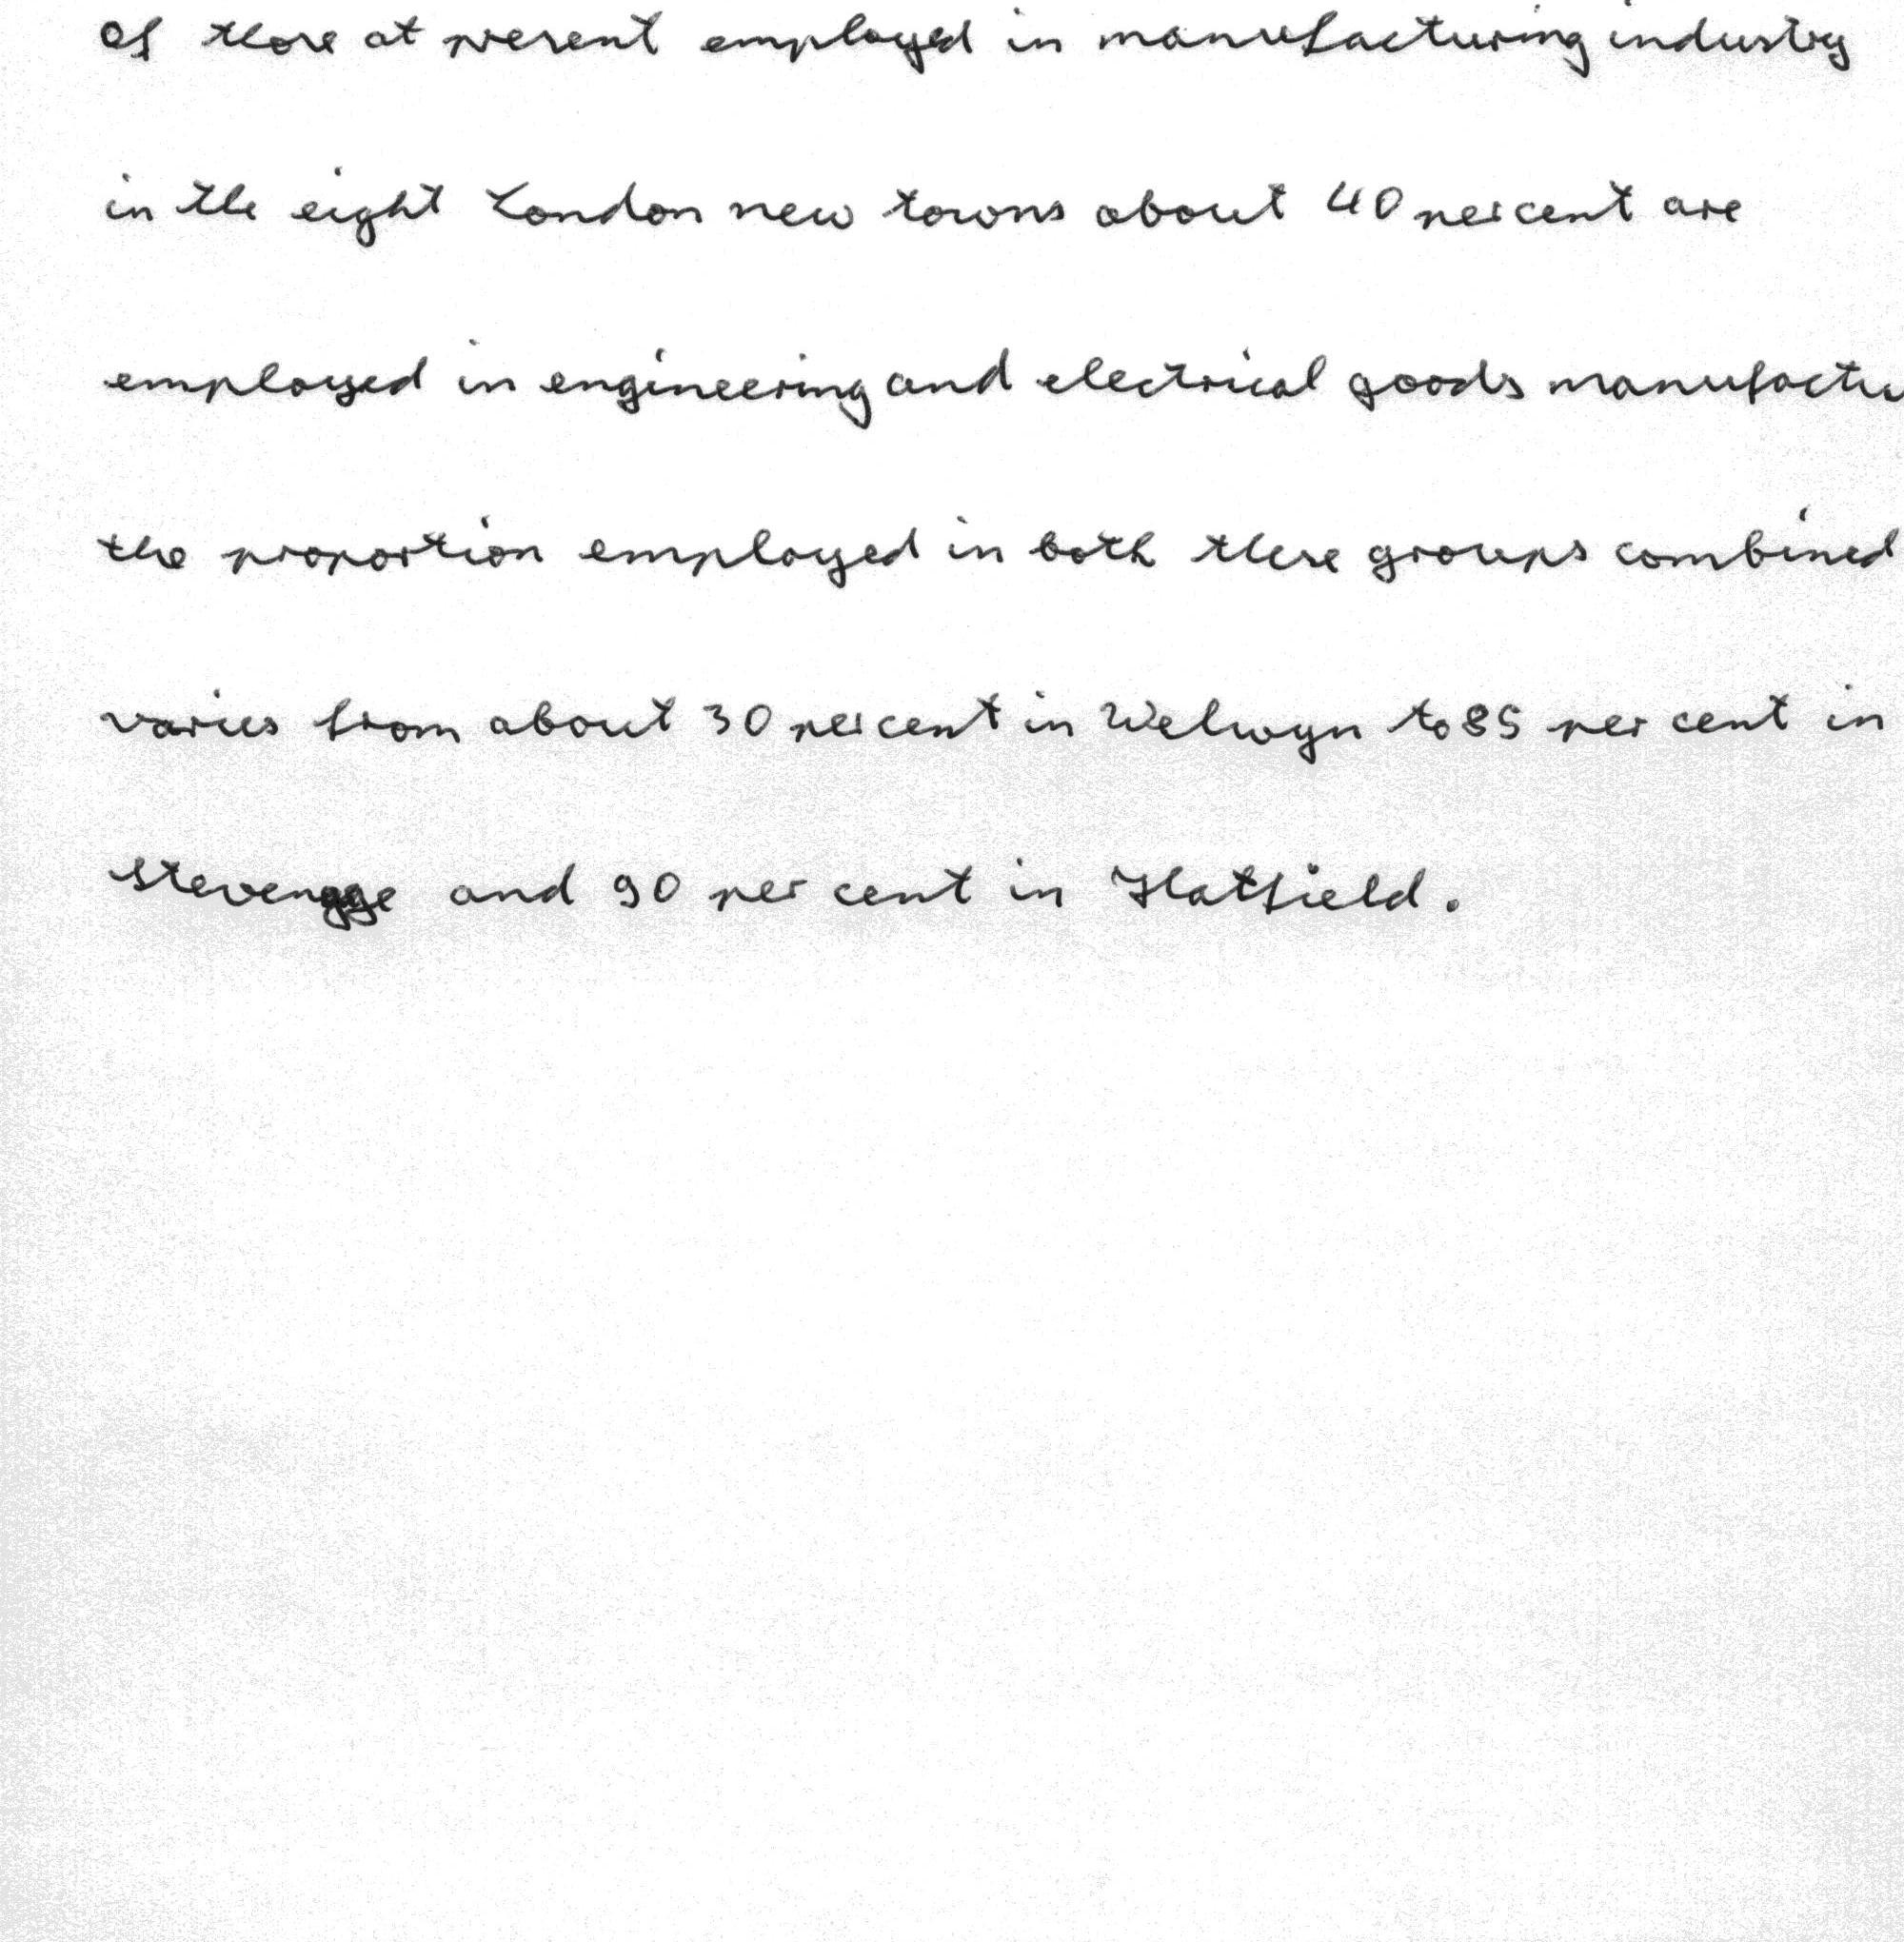 Of those at present employed in manufacturing industry
in the eight London new towns about 40 per cent are
employed in engineering and electrical goods manufactu
the proportion employed in both these groups combined
varies from about 30 per cent in Welwyn to 85 per cent in
Stevenage and 90 per cent in Hatfield.